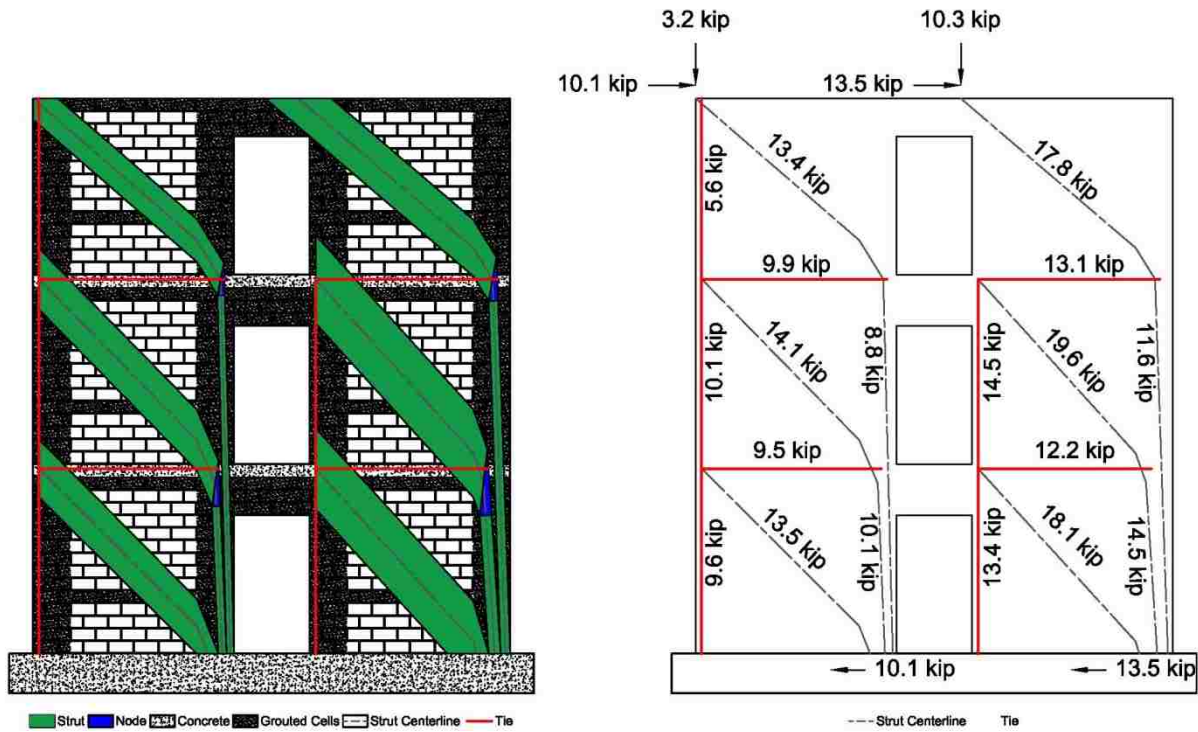 3.2 kip
10.3 kip
10.1 kip
13.5 kip
13.4 kip
17.8 kip
5.6 kip
9.9 kip
13.1 kip
14.1 kip
8.8 kip
19.6 kip
11.6 kip
10.1 kip
14.5 kip
9.5 kip
12.2 kip
13.5 kip
10.1 kip
18.1 kip
14.5 kip
9.6 kip
13.4 kip
10.1 kip
13.5 kip
Strut Node Concrete Grouted Cells Strut Centerline Tie
Strut Centerline Tie